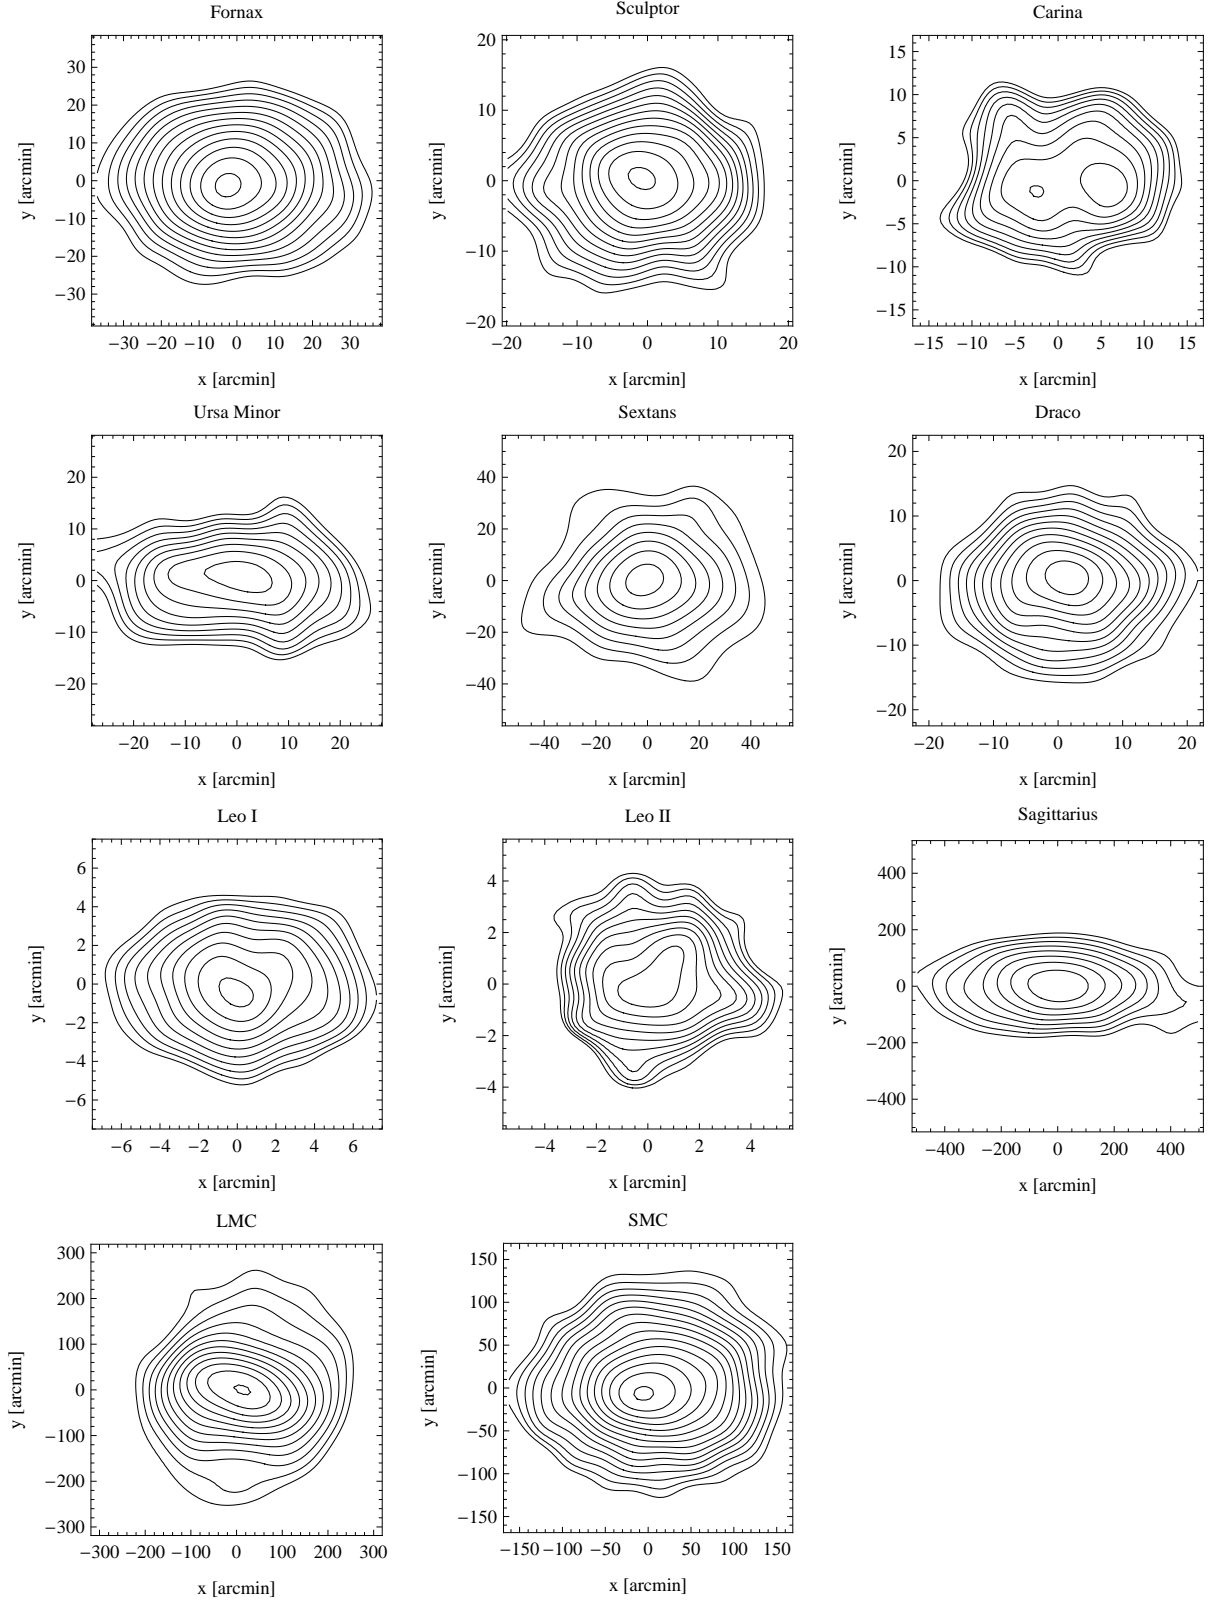 Fornax
30
20
10
0
−10
−20
−30
y [arcmin]
−30 −20 −10 0 10 20 30
x [arcmin]
Sculptor
20
10
0
−10
−20
y [arcmin]
−20 −10 0 10 20
x [arcmin]
Carina
15
10
5
0
−5
−10
−15
y [arcmin]
−15 −10 −5 0 5 10 15
x [arcmin]
Ursa Minor
20
10
0
−10
−20
y [arcmin]
−20 −10 0 10 20
x [arcmin]
Sextans
40
20
0
−20
−40
y [arcmin]
−40 −20 0 20 40
x [arcmin]
Draco
20
10
0
−10
−20
y [arcmin]
−20 −10 0 10 20
x [arcmin]
Leo I
6
4
2
0
−2
−4
−6
y [arcmin]
−6 −4 −2 0 2 4 6
x [arcmin]
Leo II
4
2
0
−2
−4
y [arcmin]
−4 −2 0 2 4
x [arcmin]
Sagittarius
400
200
0
−200
−400
y [arcmin]
−400 −200 0 200 400
x [arcmin]
LMC
300
200
100
0
−100
−200
−300
y [arcmin]
−300 −200 −100 0 100 200 300
x [arcmin]
SMC
150
100
50
0
−50
−100
−150
y [arcmin]
−150 −100 −50 0 50 100 150
x [arcmin]